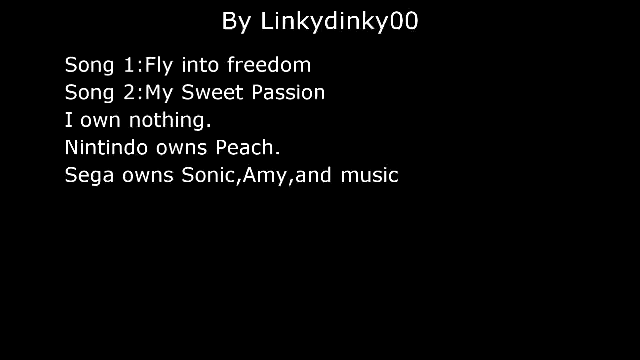 By Linkydinky00
Song 1:Fly into freedom
Song 2:My Sweet Passion
I own nothing.
Nintindo owns Peach.
Sega owns Sonic,Amy,and music